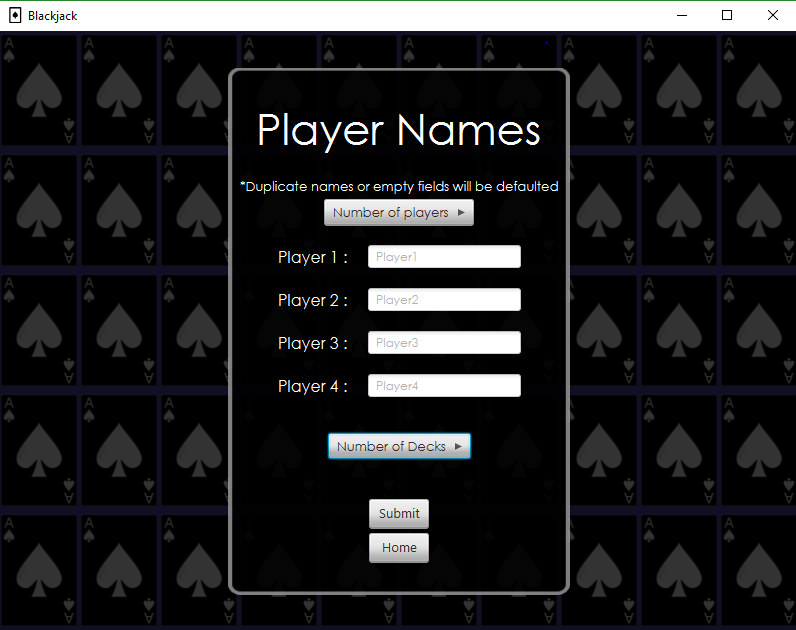 Blackjack
Player Names
*Duplicate names or empty fields will be defaulted
Number of players
Player 1 : Player1
Player 2 : Player2
Player 3 : Player3
Player 4 : Player4
Number of Decks
Submit
Home